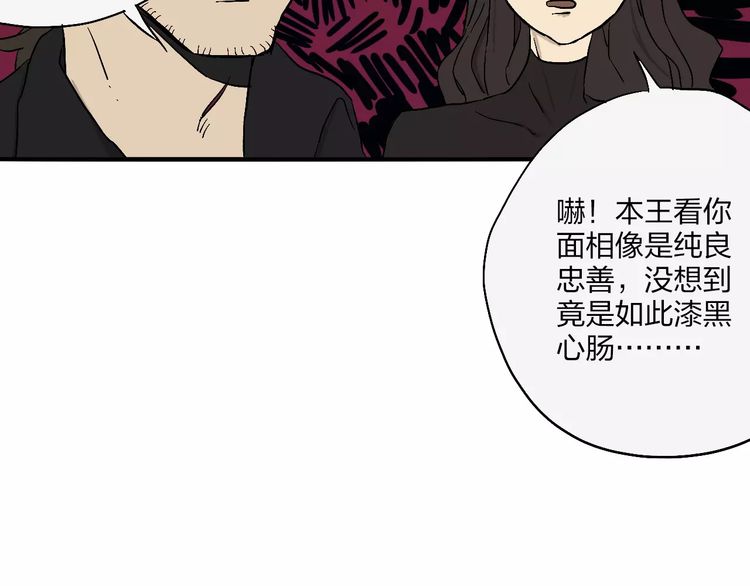 嚇！本王看你
面相像是纯良
忠善，没想到
竟是如此漆黑
心肠………